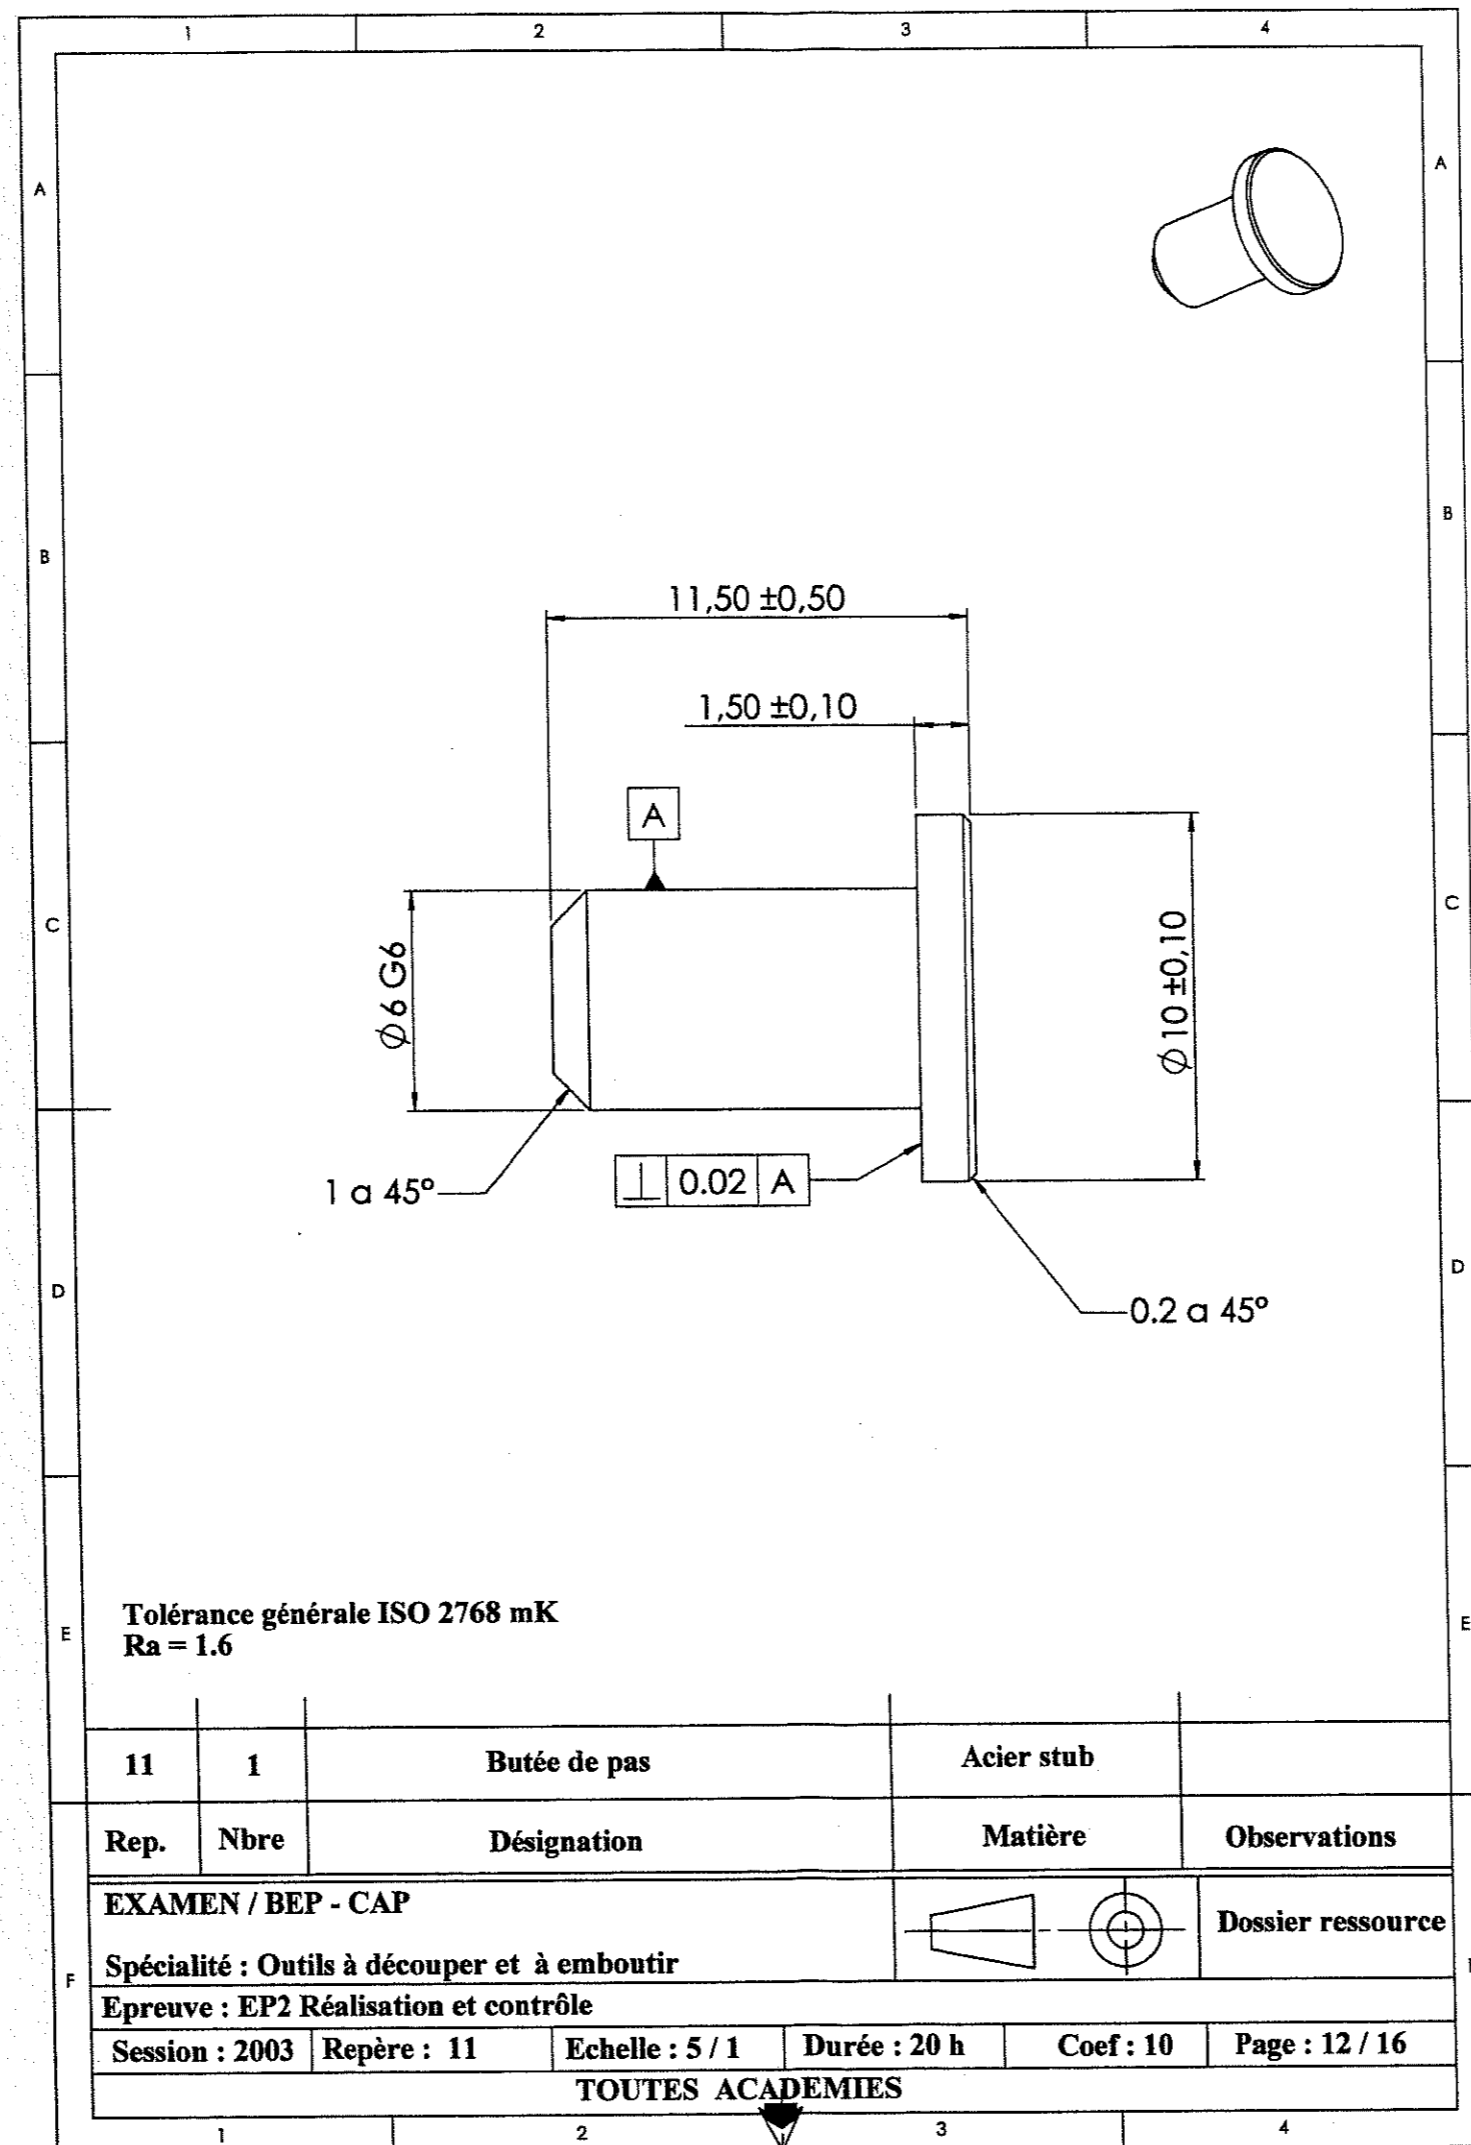 1 2 3 4
A A
B B
C C
D D
E E
F
11,50 ±0,50
1,50 ±0,10
A
Ø6 G6
Ø10 ±0,10
1 a 45°
⊥ 0.02 A
0.2 a 45°
Tolérance générale ISO 2768 mK
Ra = 1.6
11 1 Butée de pas Acier stub
Rep. Nbre Désignation Matière Observations
EXAMEN / BEP - CAP
Dossier ressource
Spécialité : Outils à découper et à emboutir
Epreuve : EP2 Réalisation et contrôle
Session : 2003 Repère : 11 Echelle : 5 / 1 Durée : 20 h Coef : 10 Page : 12 / 16
TOUTES ACADEMIES
1 2 3 4